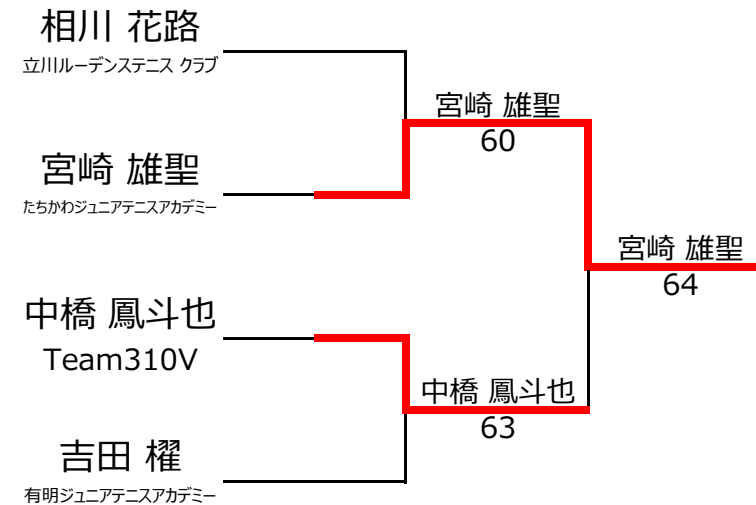 相川 花路
立川ルーデンステニス クラブ
宮崎 雄聖
60
宮崎 雄聖
たちかわジュニアテニスアカデミー
宮崎 雄聖
64
中橋 鳳斗也
Team310V
中橋 鳳斗也
63
吉田 櫂
有明ジュニアテニスアカデミー